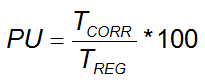 PU = T_CORR / T_REG * 100